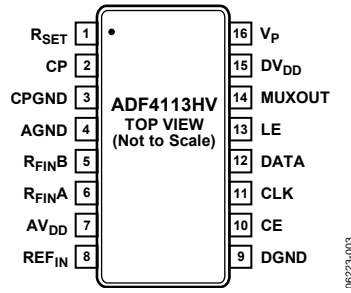 RSET 1
CP 2
CPGND 3
AGND 4
RFINB 5
RFINA 6
AVDD 7
REFIN 8
ADF4113HV
TOP VIEW
(Not to Scale)
16 VP
15 DVDD
14 MUXOUT
13 LE
12 DATA
11 CLK
10 CE
9 DGND
06223-003